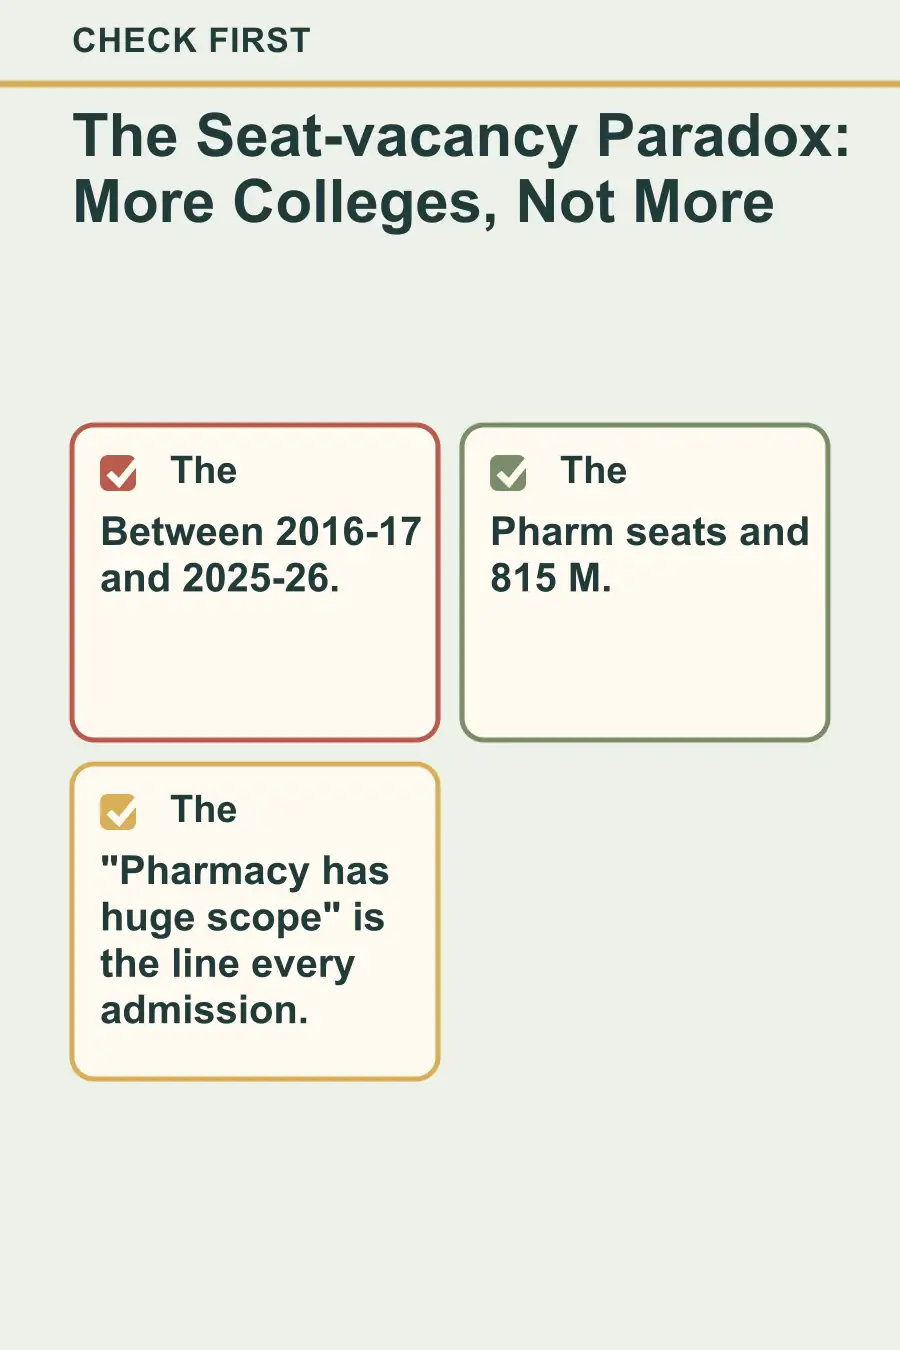 CHECK FIRST
The Seat-vacancy Paradox:
More Colleges, Not More
The
Between 2016-17
and 2025-26.
The
Pharm seats and
815 M.
The
"Pharmacy has
huge scope" is
the line every
admission.